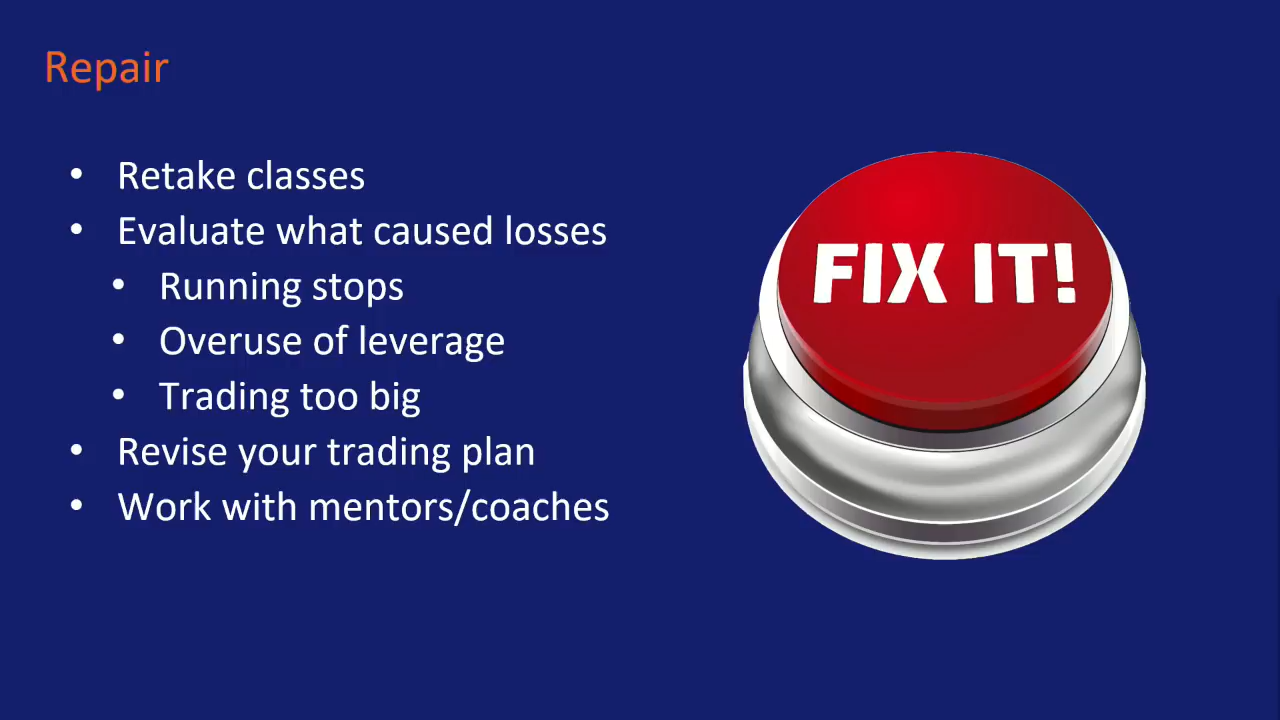 Repair
• Retake classes
• Evaluate what caused losses
• Running stops
• Overuse of leverage
• Trading too big
• Revise your trading plan
• Work with mentors/coaches
FIX IT!